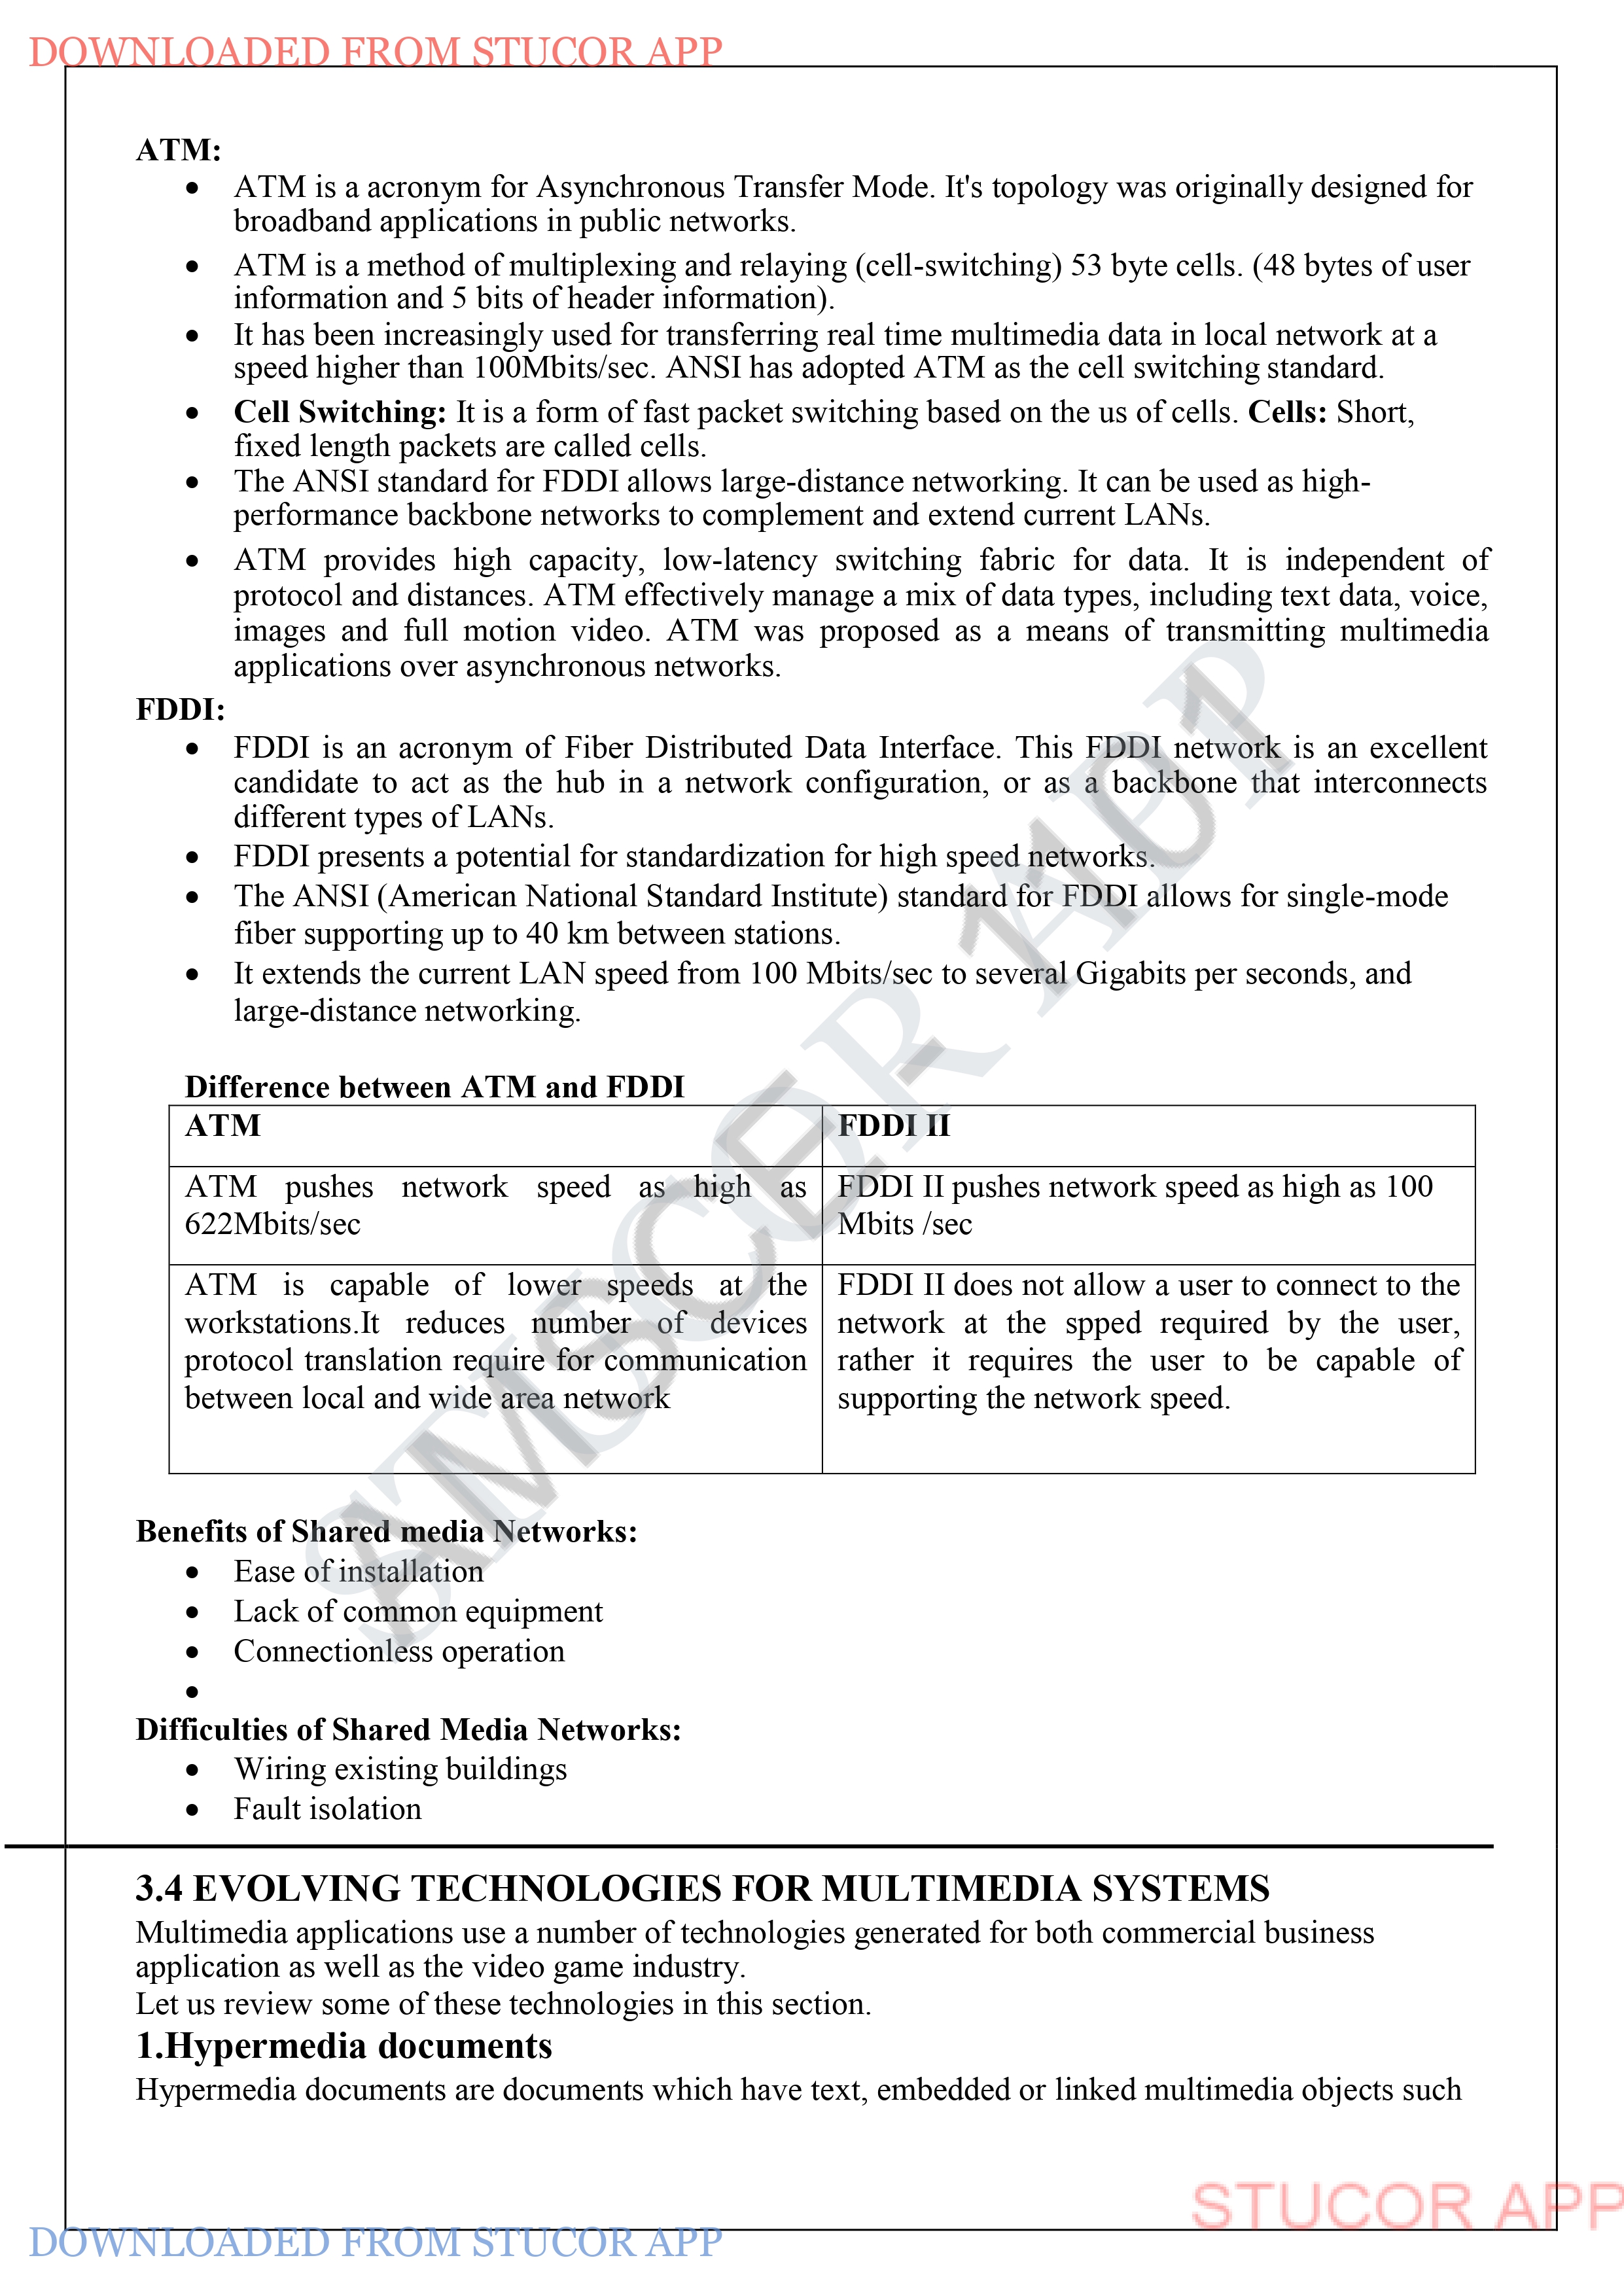 DOWNLOADED FROM STUCOR APP
ATM:
• ATM is a acronym for Asynchronous Transfer Mode. It's topology was originally designed for
broadband applications in public networks.
• ATM is a method of multiplexing and relaying (cell-switching) 53 byte cells. (48 bytes of user
information and 5 bits of header information).
• It has been increasingly used for transferring real time multimedia data in local network at a
speed higher than 100Mbits/sec. ANSI has adopted ATM as the cell switching standard.
• Cell Switching: It is a form of fast packet switching based on the us of cells. Cells: Short,
fixed length packets are called cells.
• The ANSI standard for FDDI allows large-distance networking. It can be used as high-
performance backbone networks to complement and extend current LANs.
• ATM provides high capacity, low-latency switching fabric for data. It is independent of
protocol and distances. ATM effectively manage a mix of data types, including text data, voice,
images and full motion video. ATM was proposed as a means of transmitting multimedia
applications over asynchronous networks.
FDDI:
• FDDI is an acronym of Fiber Distributed Data Interface. This FDDI network is an excellent
candidate to act as the hub in a network configuration, or as a backbone that interconnects
different types of LANs.
• FDDI presents a potential for standardization for high speed networks.
• The ANSI (American National Standard Institute) standard for FDDI allows for single-mode
fiber supporting up to 40 km between stations.
• It extends the current LAN speed from 100 Mbits/sec to several Gigabits per seconds, and
large-distance networking.
Difference between ATM and FDDI
ATM
FDDI II
ATM pushes network speed as high as
622Mbits/sec
FDDI II pushes network speed as high as 100
Mbits /sec
ATM is capable of lower speeds at the
workstations.It reduces number of devices
protocol translation require for communication
between local and wide area network
FDDI II does not allow a user to connect to the
network at the spped required by the user,
rather it requires the user to be capable of
supporting the network speed.
Benefits of Shared media Networks:
• Ease of installation
• Lack of common equipment
• Connectionless operation
•
Difficulties of Shared Media Networks:
• Wiring existing buildings
• Fault isolation
3.4 EVOLVING TECHNOLOGIES FOR MULTIMEDIA SYSTEMS
Multimedia applications use a number of technologies generated for both commercial business
application as well as the video game industry.
Let us review some of these technologies in this section.
1.Hypermedia documents
Hypermedia documents are documents which have text, embedded or linked multimedia objects such
STUCOR APP
AMSCE-1101
STUCOR APP
DOWNLOADED FROM STUCOR APP